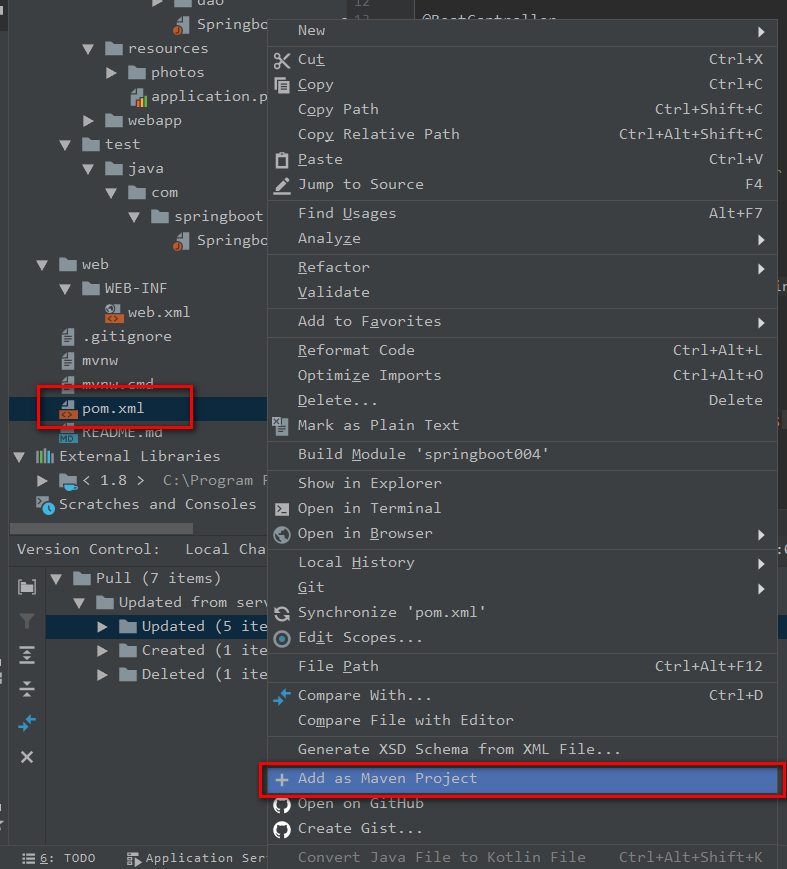 dao
12
13
@RestController
Springbo
resources
photos
application.p
webapp
test
java
com
springboot
Springbo
web
WEB-INF
web.xml
.gitignore
mvnw
mvnw.cmd
pom.xml
README.md
External Libraries
< 1.8 > C:\Program F
Scratches and Consoles
New
Cut Ctrl+X
Copy Ctrl+C
Copy Path Ctrl+Shift+C
Copy Relative Path Ctrl+Alt+Shift+C
Paste Ctrl+V
Jump to Source F4
Find Usages Alt+F7
Analyze
Refactor
Validate
Add to Favorites
Reformat Code Ctrl+Alt+L
Optimize Imports Ctrl+Alt+O
Delete... Delete
Mark as Plain Text
Build Module 'springboot004'
Show in Explorer
Open in Terminal
Open in Browser
Local History
Git
Synchronize 'pom.xml'
Edit Scopes...
File Path Ctrl+Alt+F12
Compare With... Ctrl+D
Compare File with Editor
Generate XSD Schema from XML File...
Add as Maven Project
Open on GitHub
Create Gist...
Convert Java File to Kotlin File Ctrl+Alt+Shift+K
Version Control: Local Cha
Pull (7 items)
Updated from serv
Updated (5 ite
Created (1 ite
Deleted (1 ite
6: TODO Application Ser